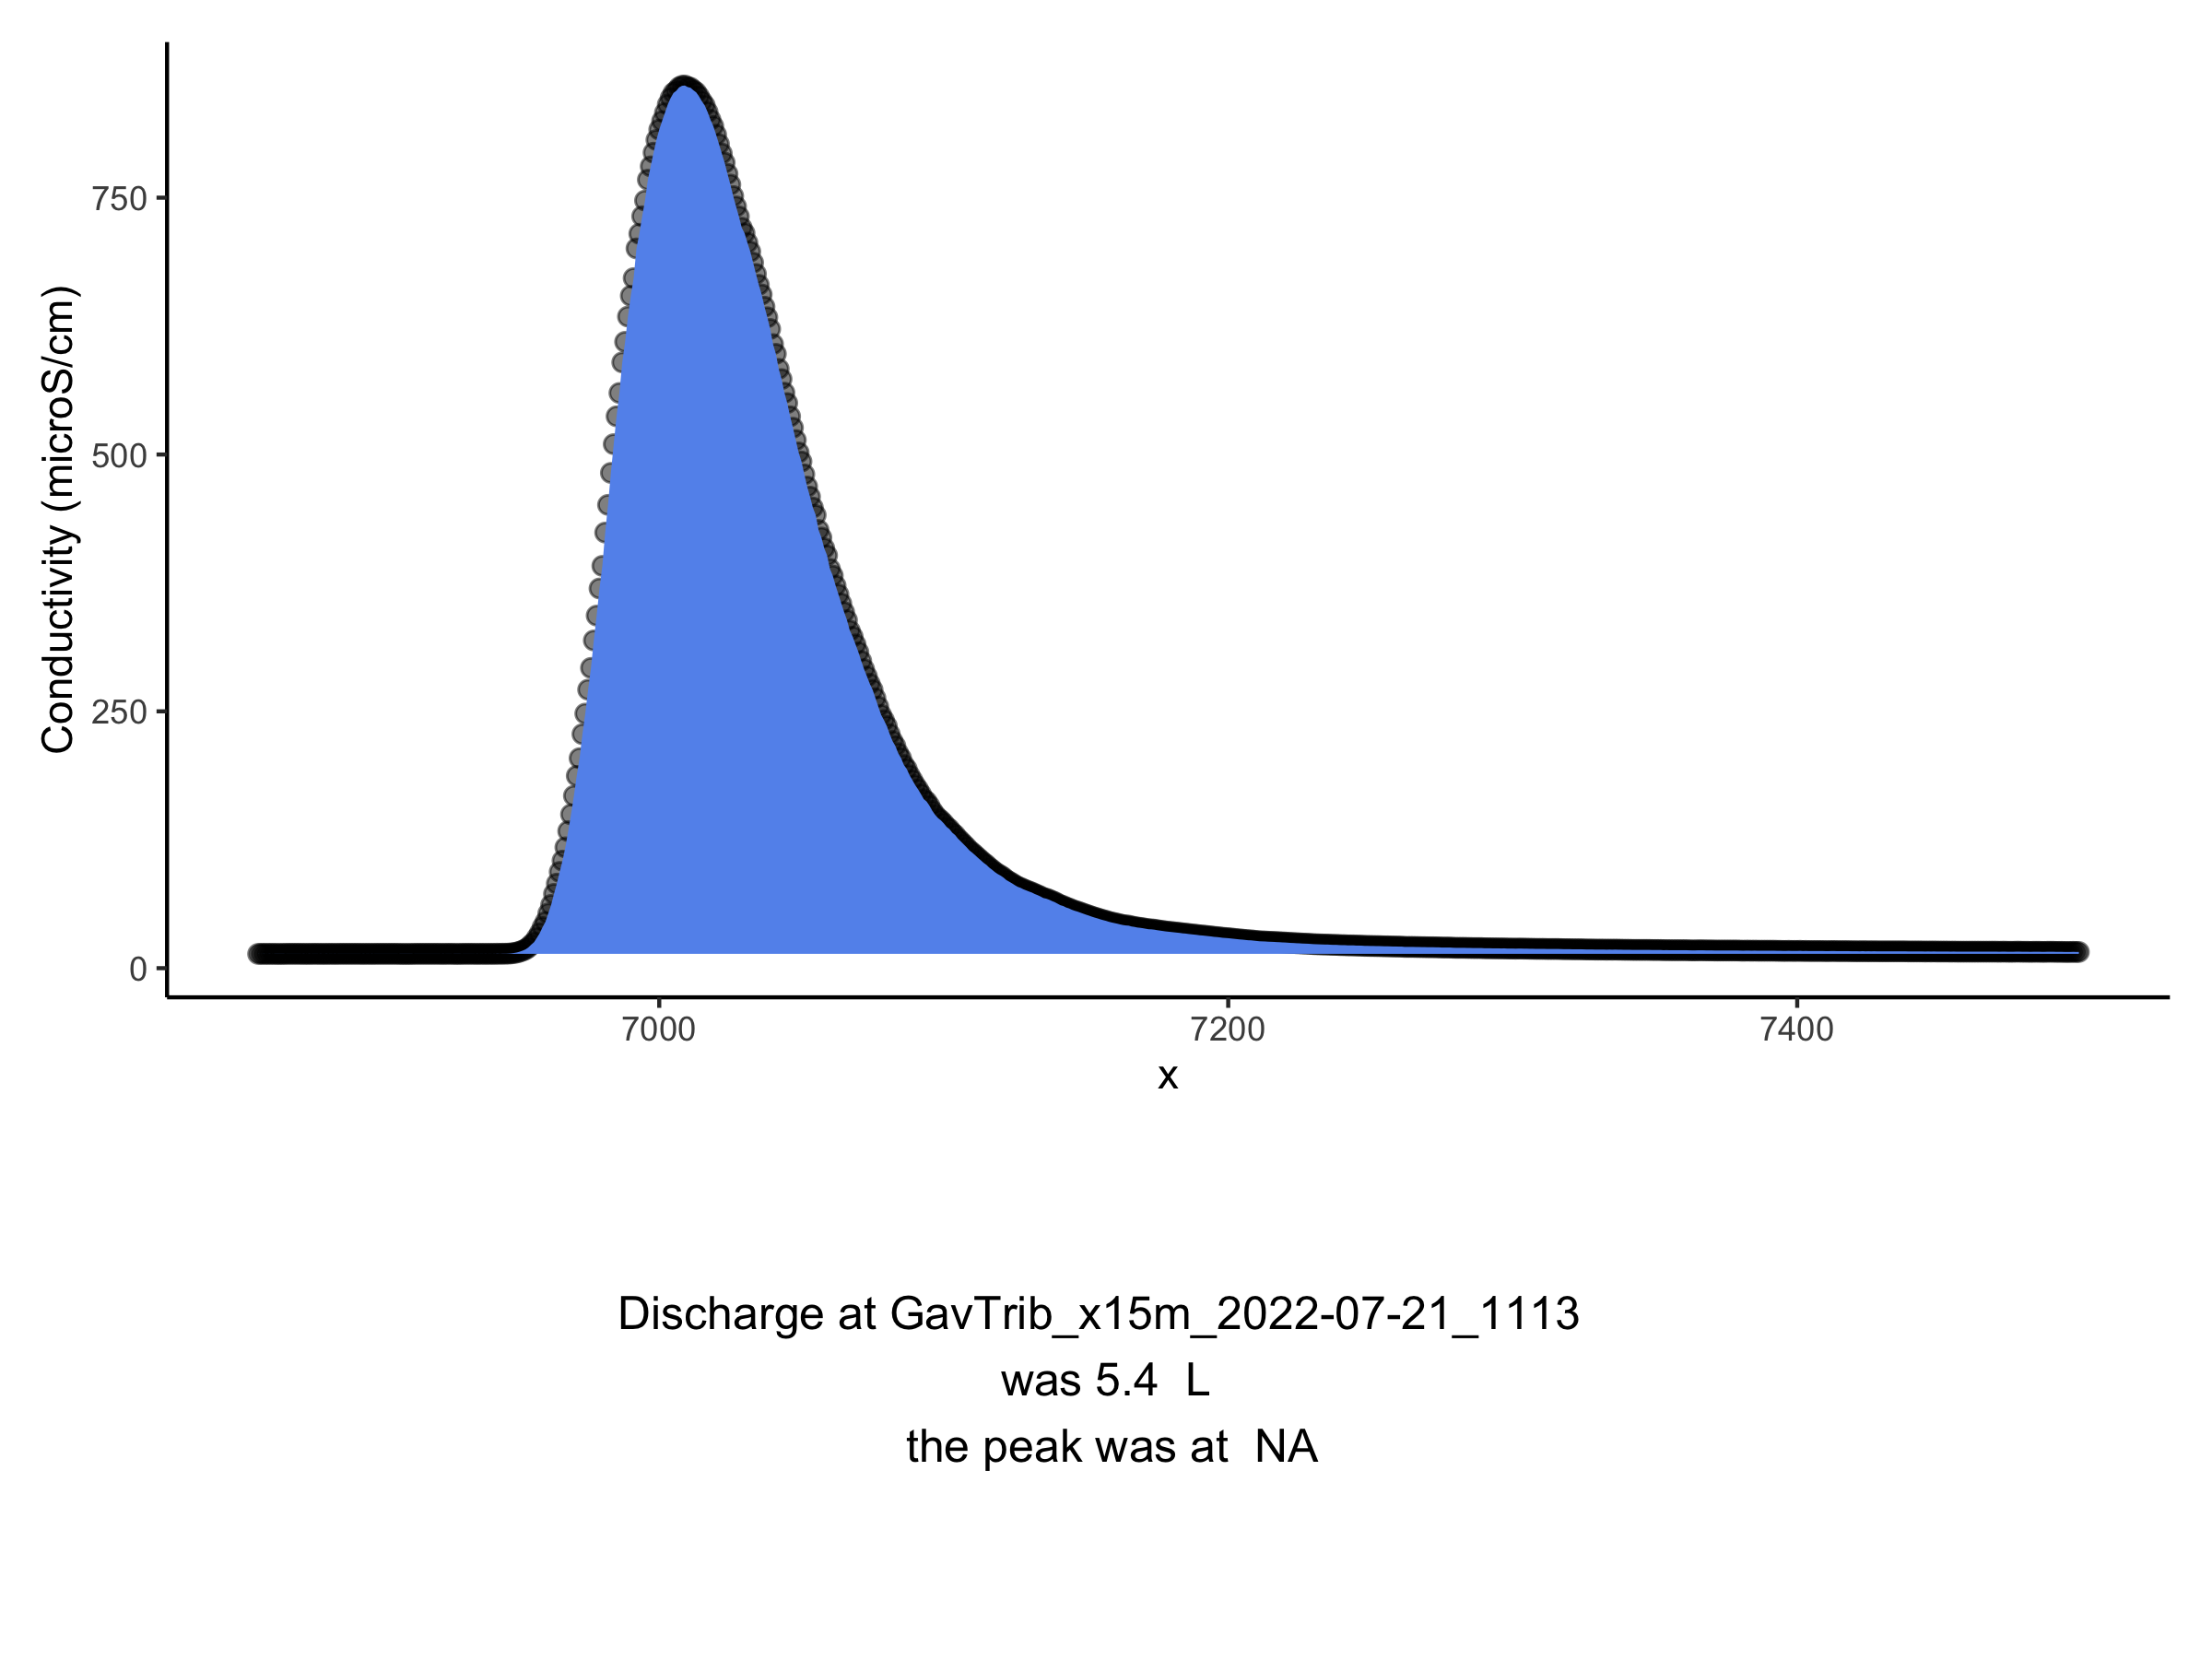 750
500
250
0
Conductivity (microS/cm)
7000 7200 7400
x
Discharge at GavTrib_x15m_2022-07-21_1113
was 5.4  L
the peak was at  NA